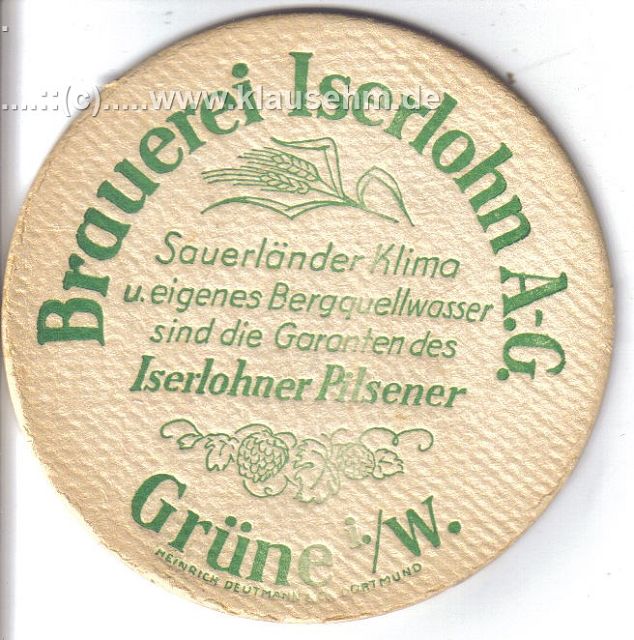 ....::(c).....www.klausehm.de
Brauerei Iserlohn A.-G.
Sauerländer Klima
u. eigenes Bergquellwasser
sind die Garanten des
Iserlohner Pilsener
Grüne i./W.
HEINRICH DEUTMANN & CO. DORTMUND